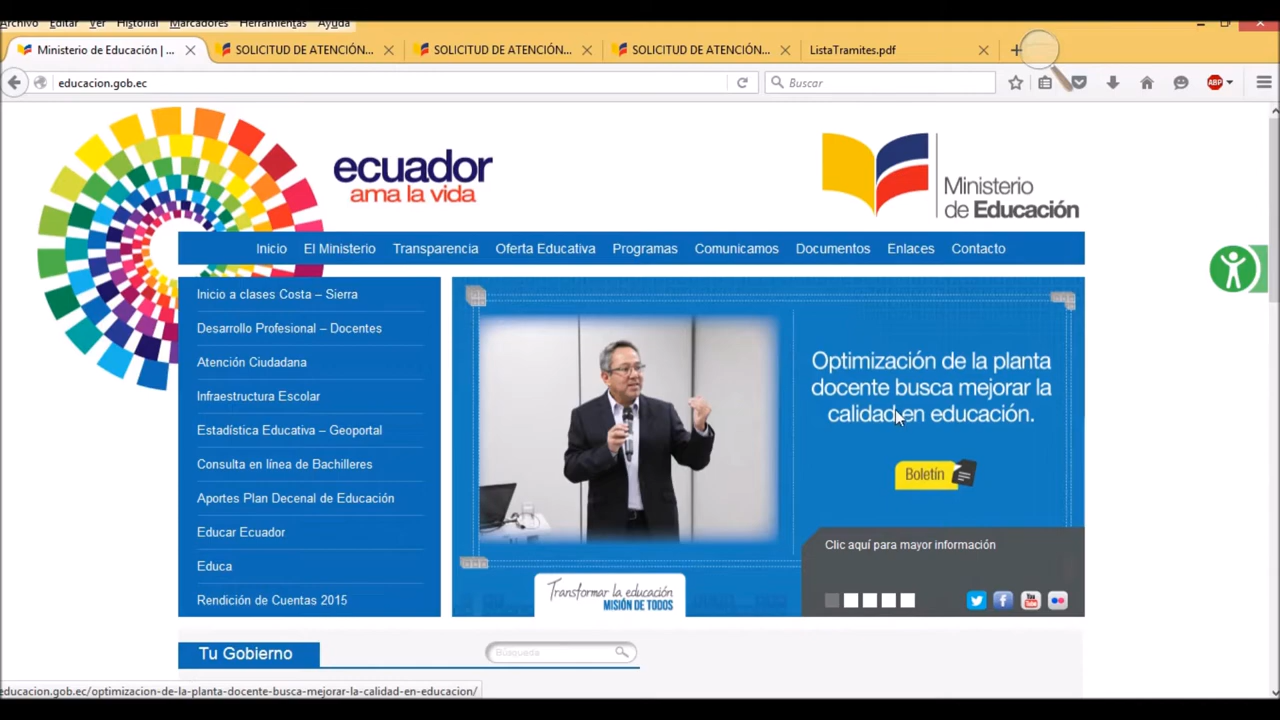 Archivo Editar Ver Historial Marcadores Herramientas Ayuda
Ministerio de Educación | ... SOLICITUD DE ATENCIÓN... SOLICITUD DE ATENCIÓN... SOLICITUD DE ATENCIÓN... ListaTramites.pdf
educacion.gob.ec Buscar ABP
ecuador
ama la vida
Ministerio
de Educación
Inicio El Ministerio Transparencia Oferta Educativa Programas Comunicamos Documentos Enlaces Contacto
Inicio a clases Costa – Sierra
Desarrollo Profesional – Docentes
Atención Ciudadana
Infraestructura Escolar
Estadística Educativa – Geoportal
Consulta en línea de Bachilleres
Aportes Plan Decenal de Educación
Educar Ecuador
Educa
Rendición de Cuentas 2015
Optimización de la planta
docente busca mejorar la
calidad en educación.
Boletín
Clic aquí para mayor información
Transformar la educación
MISIÓN DE TODOS
You Tube
Tu Gobierno
Búsqueda
educacion.gob.ec/optimizacion-de-la-planta-docente-busca-mejorar-la-calidad-en-educacion/